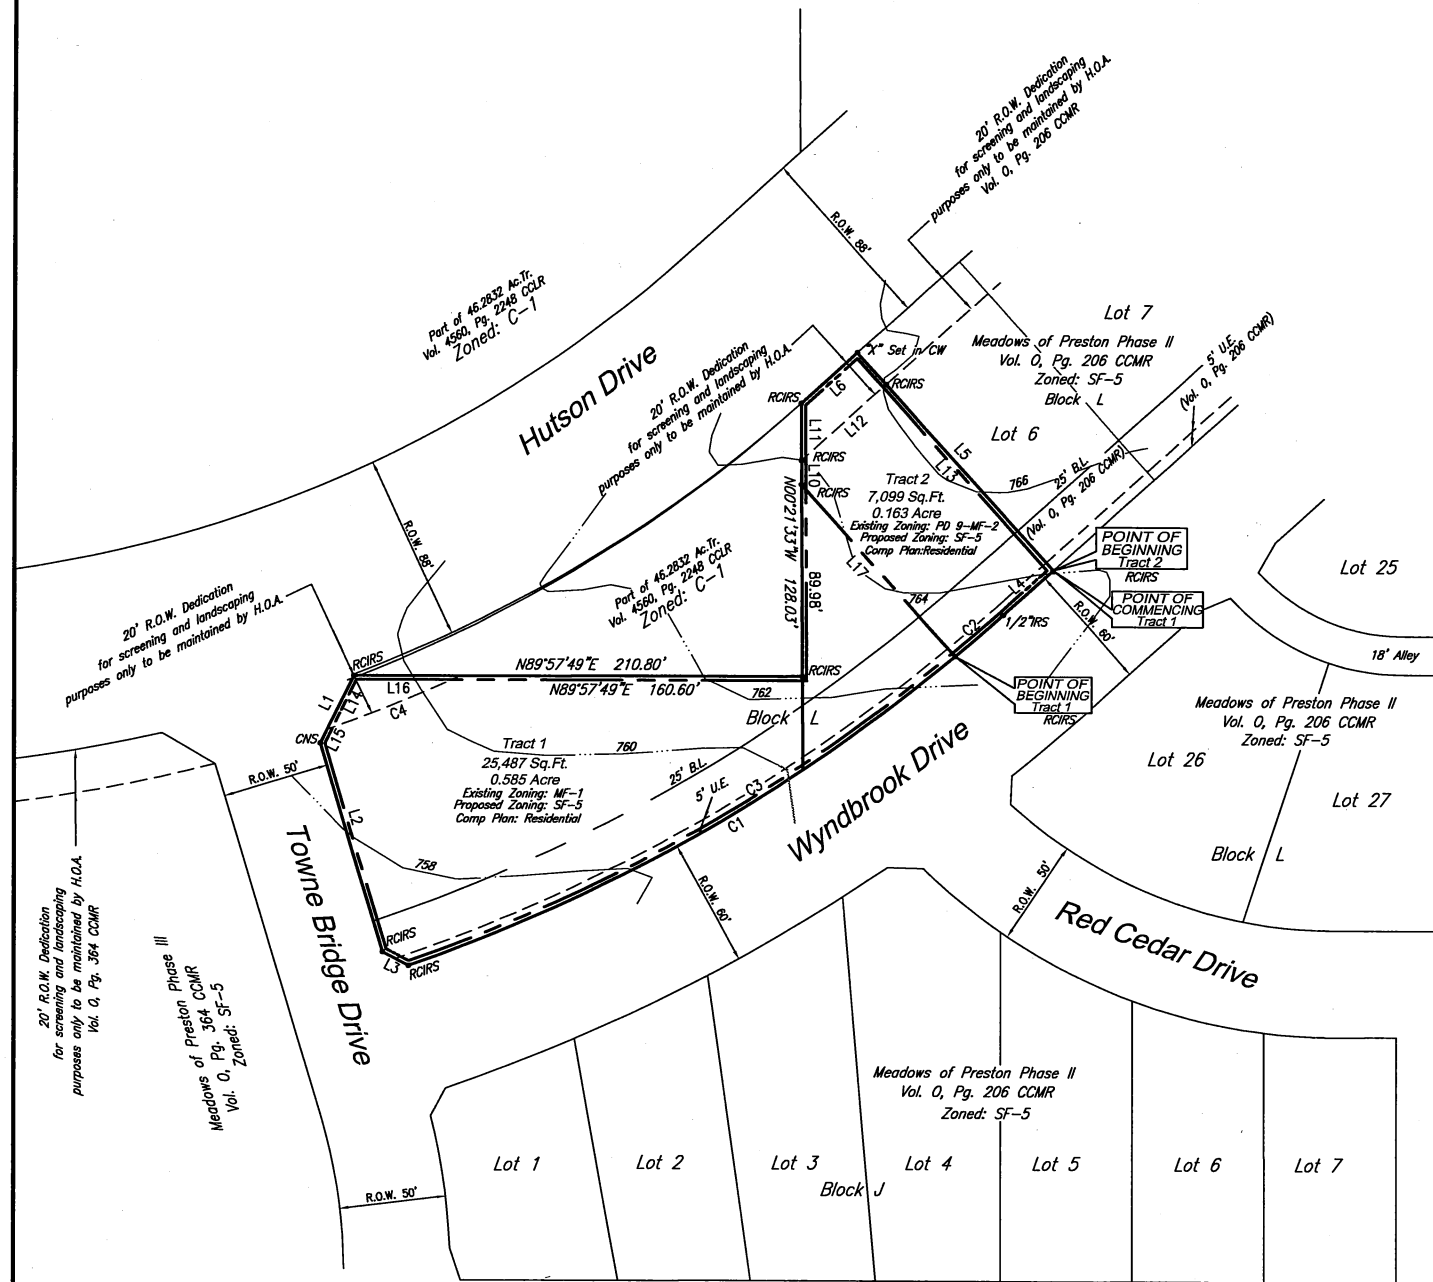 20' R.O.W. Dedication
for screening and landscaping
purposes only to be maintained by H.O.A.
Vol. O, Pg. 206 CCMR
R.O.W. 88'
Part of 46.2832 Ac.Tr.
Vol. 4560, Pg. 2248 CCLR
Zoned: C-1
Hutson Drive
20' R.O.W. Dedication
for screening and landscaping
purposes only to be maintained by H.O.A.
"X" Set in CW
Lot 7
Meadows of Preston Phase II
Vol. O, Pg. 206 CCMR
Zoned: SF-5
Block L
Lot 6
5' U.E.
(Vol. O, Pg. 206 CCMR)
RCIRS
L6
RCIRS
L11
L12
RCIRS
L10
RCIRS
L5
L13
766
25' B.L.
(Vol. O, Pg. 206 CCMR)
Tract 2
7,099 Sq.Ft.
0.163 Acre
Existing Zoning: PD 9-MF-2
Proposed Zoning: SF-5
Comp Plan:Residential
N00°21'33"W 128.03'
89.98'
L17
764
L4
C2
1/2"IRS
POINT OF
BEGINNING
Tract 2
RCIRS
POINT OF
COMMENCING
Tract 1
R.O.W. 60'
Lot 25
18' Alley
R.O.W. 88'
Part of 46.2832 Ac.Tr.
Vol. 4560, Pg. 2248 CCLR
Zoned: C-1
20' R.O.W. Dedication
for screening and landscaping
purposes only to be maintained by H.O.A.
RCIRS
N89°57'49"E 210.80'
L16
N89°57'49"E 160.60'
RCIRS
762
Block L
L1
L14
C4
L15
CNS
POINT OF
BEGINNING
Tract 1
RCIRS
Meadows of Preston Phase II
Vol. O, Pg. 206 CCMR
Zoned: SF-5
Lot 26
Lot 27
Block L
Tract 1
25,487 Sq.Ft.
0.585 Acre
Existing Zoning: MF-1
Proposed Zoning: SF-5
Comp Plan: Residential
760
25' B.L.
5' U.E.
C3
C1
Wyndbrook Drive
R.O.W. 50'
L2
758
Towne Bridge Drive
RCIRS
L3
RCIRS
R.O.W. 60'
R.O.W. 50'
Red Cedar Drive
20' R.O.W. Dedication
for screening and landscaping
purposes only to be maintained by H.O.A.
Vol. O, Pg. 364 CCMR
Meadows of Preston Phase III
Vol. O, Pg. 364 CCMR
Zoned: SF-5
Meadows of Preston Phase II
Vol. O, Pg. 206 CCMR
Zoned: SF-5
Lot 1
Lot 2
Lot 3
Lot 4
Lot 5
Lot 6
Lot 7
Block J
R.O.W. 50'